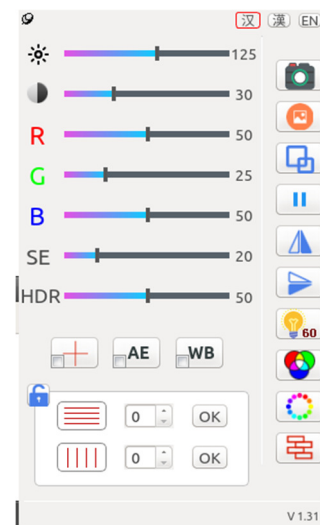 汉 漢 EN
125
30
R 50
G 25
B 50
SE 20
HDR 50
60
AE WB
0 OK
0 OK
V 1.31